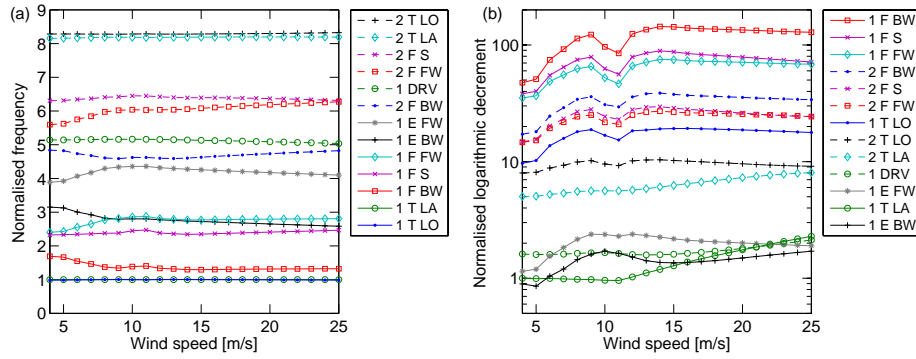 (a)
Normalised frequency
9
8
7
6
5
4
3
2
1
0
5
10
15
20
25
Wind speed [m/s]
2 T LO
2 T LA
2 F S
2 F FW
1 DRV
2 F BW
1 E FW
1 E BW
1 F FW
1 F S
1 F BW
1 T LA
1 T LO
(b)
Normalised logarithmic decrement
100
10
1
5
10
15
20
25
Wind speed [m/s]
1 F BW
1 F S
1 F FW
2 F BW
2 F S
2 F FW
1 T LO
2 T LO
2 T LA
1 DRV
1 E FW
1 T LA
1 E BW